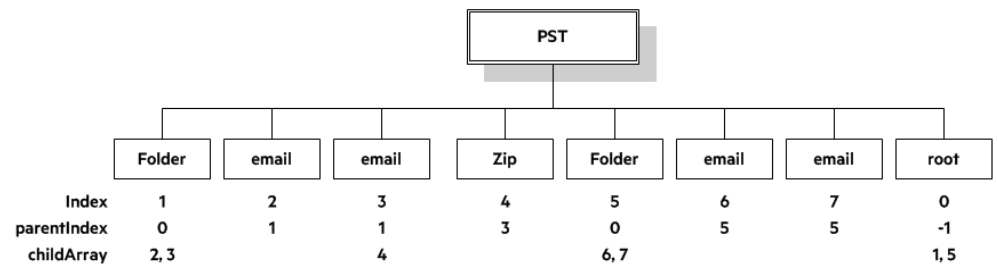 PST
Folder email email Zip Folder email email root
Index 1 2 3 4 5 6 7 0
parentIndex 0 1 1 3 0 5 5 -1
childArray 2, 3 4 6, 7 1, 5